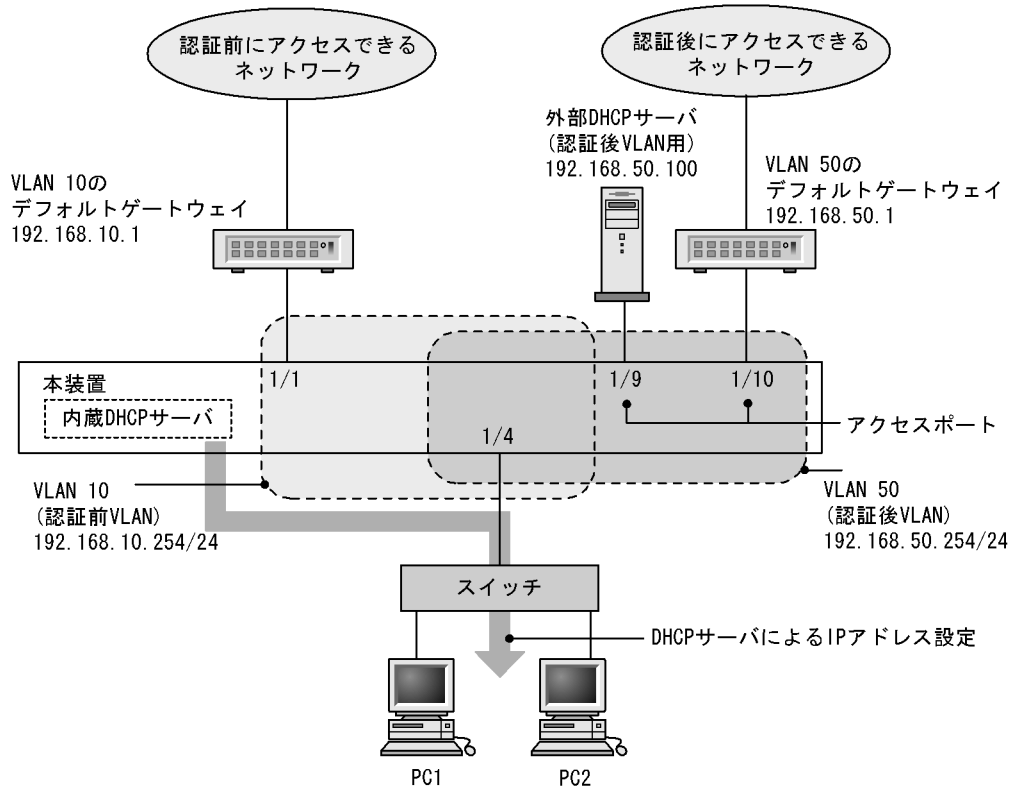 認証前にアクセスできる
ネットワーク
認証後にアクセスできる
ネットワーク
外部DHCPサーバ
(認証後VLAN用)
192.168.50.100
VLAN 10の
デフォルトゲートウェイ
192.168.10.1
VLAN 50の
デフォルトゲートウェイ
192.168.50.1
本装置
内蔵DHCPサーバ
1/1
1/9
1/10
1/4
アクセスポート
VLAN 10
(認証前VLAN)
192.168.10.254/24
VLAN 50
(認証後VLAN)
192.168.50.254/24
スイッチ
DHCPサーバによるIPアドレス設定
PC1
PC2